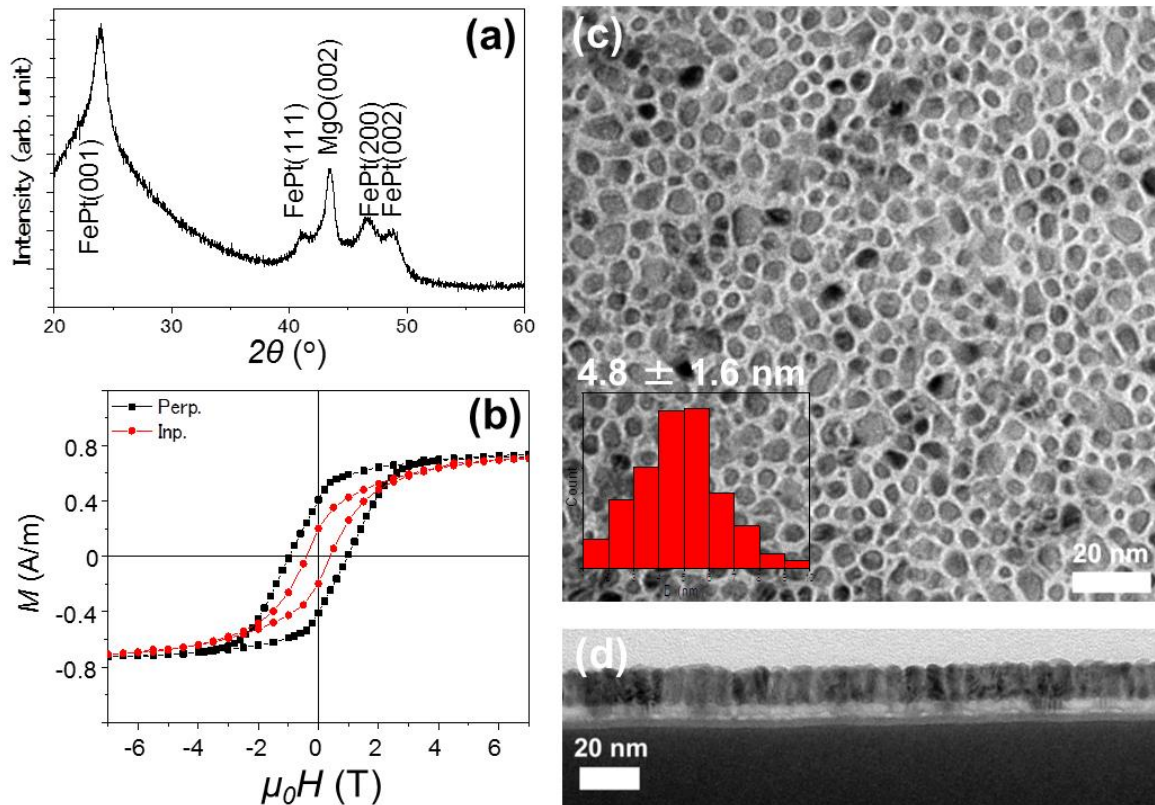 (a)
Intensity (arb. unit)
FePt(001)
FePt(111)
MgO(002)
FePt(200)
FePt(002)
20 30 40 50 60
2θ (°)
(b)
Perp.
Inp.
0.8
0.4
0
-0.4
-0.8
M (A/m)
-6 -4 -2 0 2 4 6
μ₀H (T)
(c)
4.8 ± 1.6 nm
Count
20 nm
(d)
20 nm